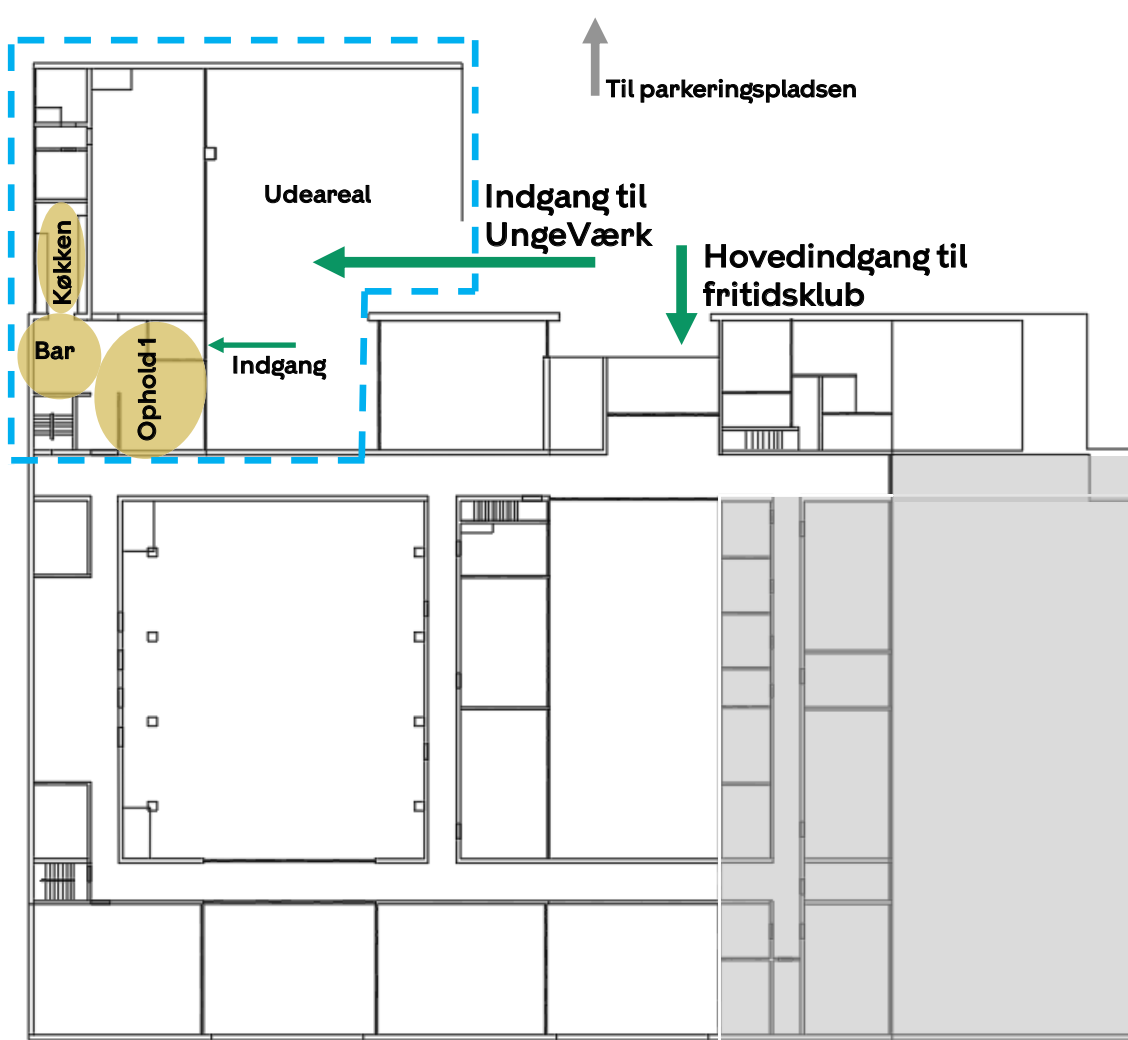 Til parkeringspladsen
Udeareal
Indgang til
UngeVærk
Hovedindgang til
fritidsklub
Køkken
Bar
Ophold 1
Indgang